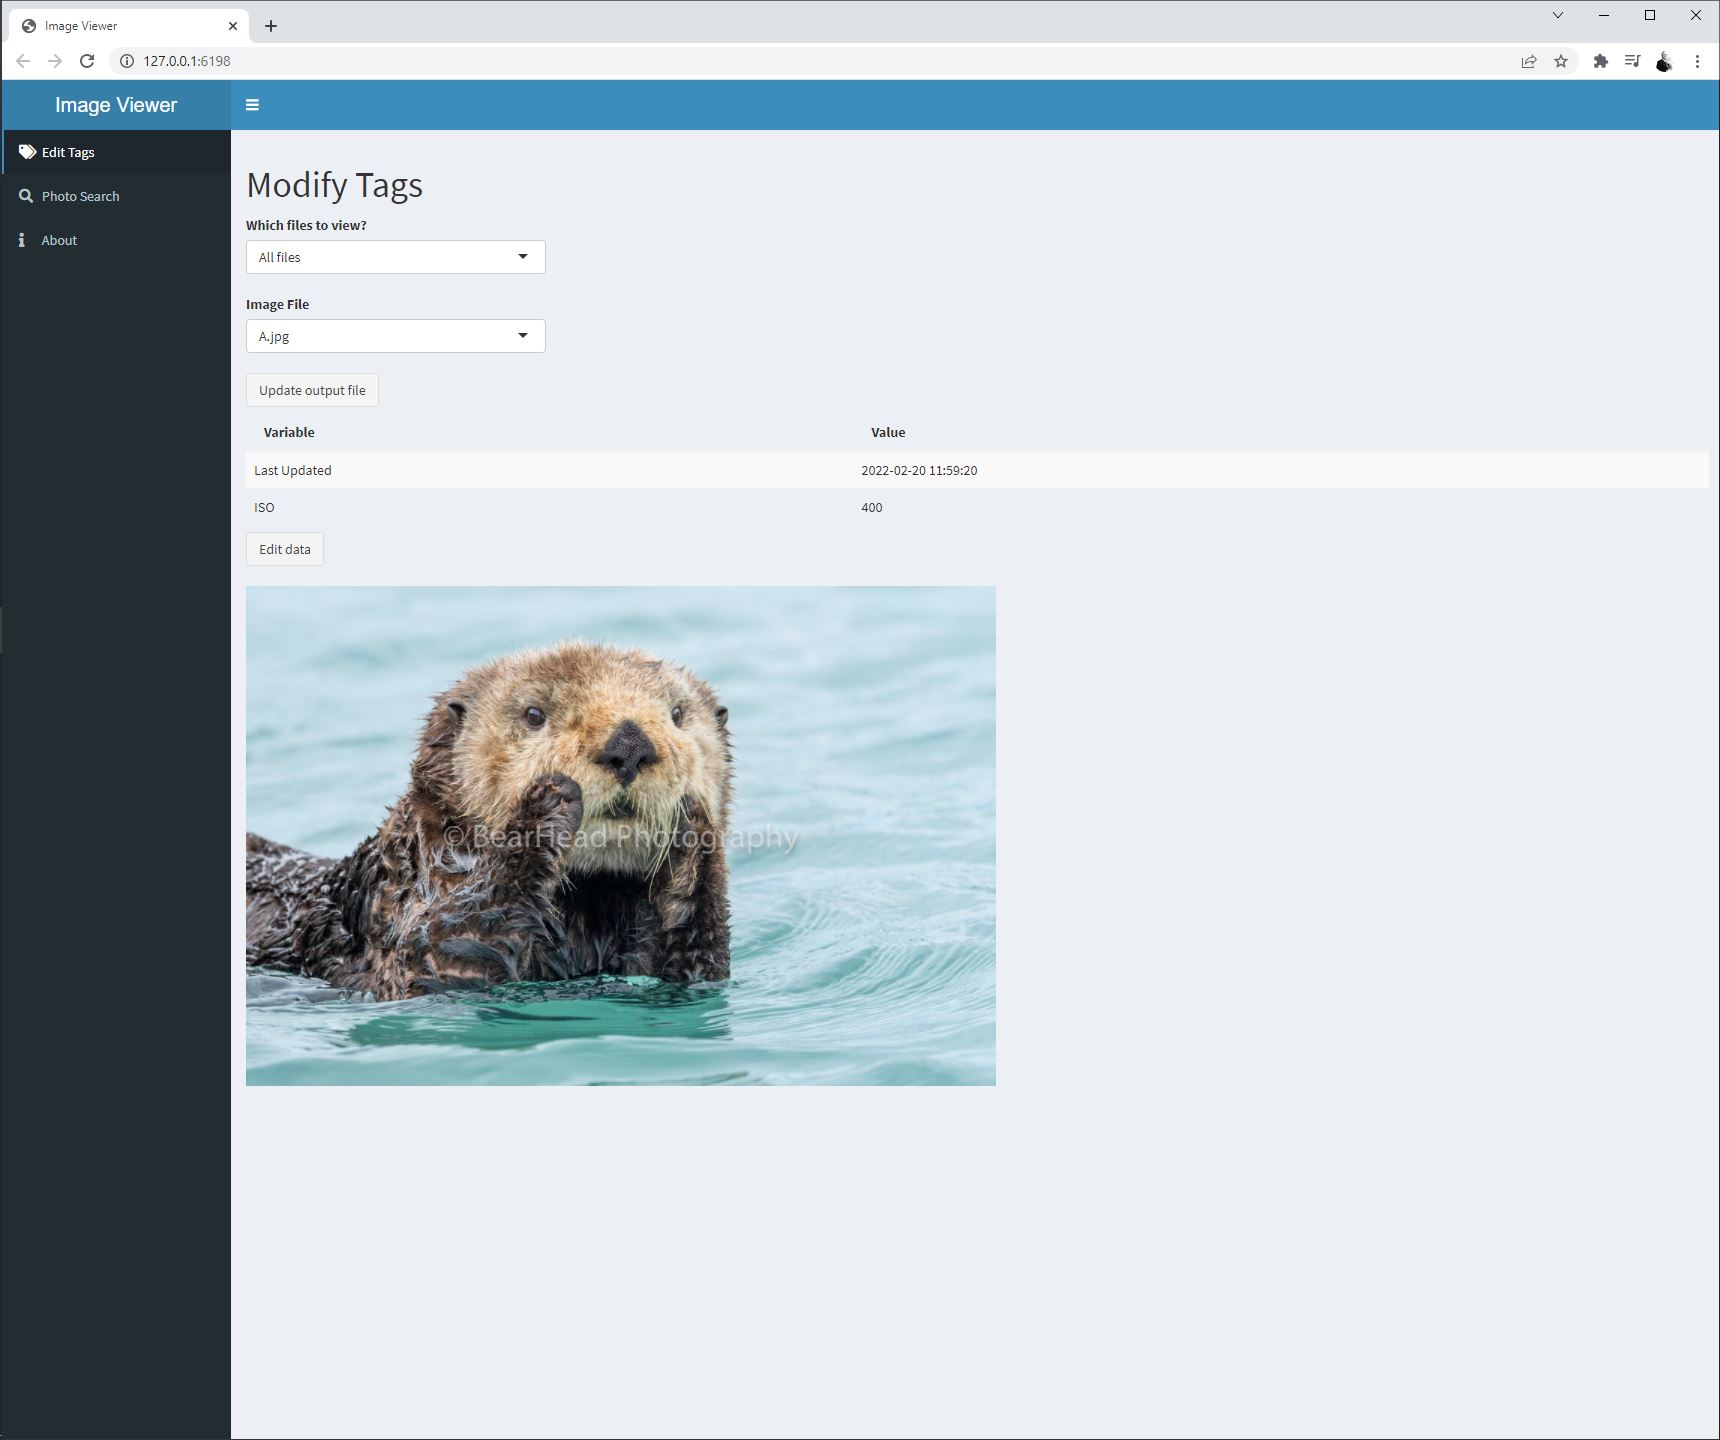 Image Viewer
127.0.0.1:6198
Image Viewer
Edit Tags
Photo Search
About
Modify Tags
Which files to view?
All files
Image File
A.jpg
Update output file
Variable Value
Last Updated 2022-02-20 11:59:20
ISO 400
Edit data
© BearHead Photography